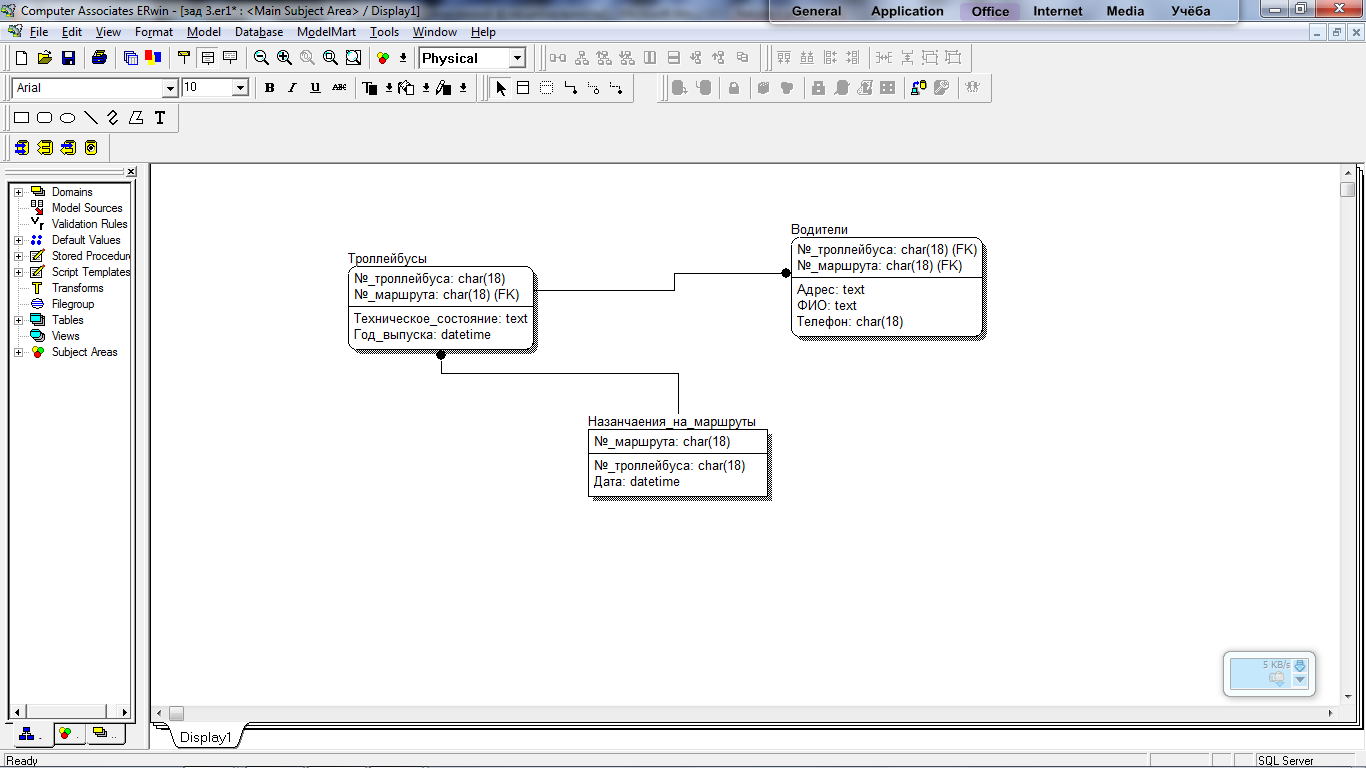 Computer Associates ERwin - [зад 3.er1* : <Main Subject Area> / Display1]
General Application Office Internet Media Учёба
File Edit View Format Model Database ModelMart Tools Window Help
Physical
Arial 10 B I U ABC
T
Domains
Model Sources
Validation Rules
Default Values
Stored Procedur
Script Templates
Transforms
Filegroup
Tables
Views
Subject Areas
Троллейбусы
№_троллейбуса: char(18)
№_маршрута: char(18) (FK)
Техническое_состояние: text
Год_выпуска: datetime
Водители
№_троллейбуса: char(18) (FK)
№_маршрута: char(18) (FK)
Адрес: text
ФИО: text
Телефон: char(18)
Назанчаения_на_маршруты
№_маршрута: char(18)
№_троллейбуса: char(18)
Дата: datetime
5 KB/s
Display1
Ready SQL Server